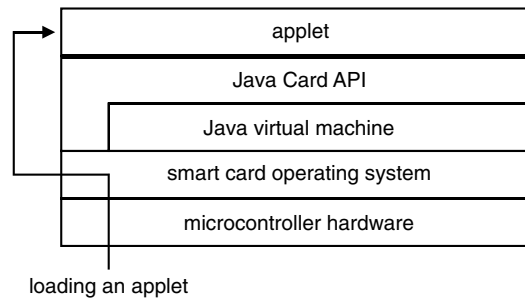 applet
Java Card API
Java virtual machine
smart card operating system
microcontroller hardware
loading an applet